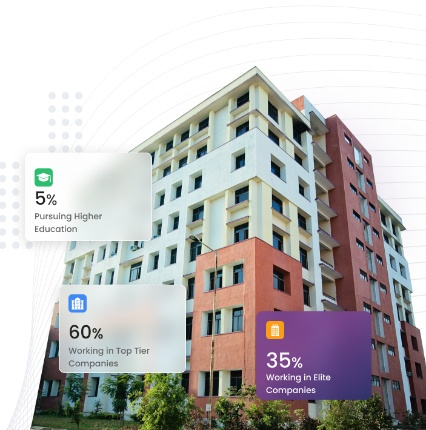 5%
Pursuing Higher
Education
60%
Working in Top Tier
Companies
35%
Working in Elite
Companies